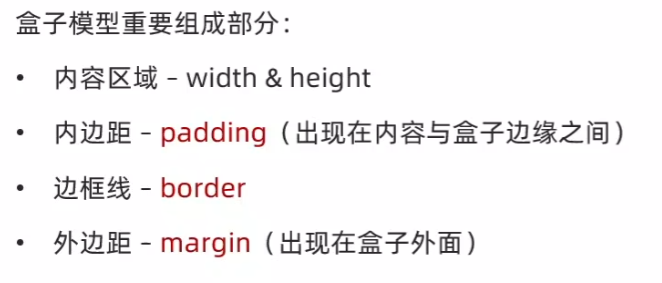 盒子模型重要组成部分：
• 内容区域 – width & height
• 内边距 – padding（出现在内容与盒子边缘之间）
• 边框线 – border
• 外边距 – margin（出现在盒子外面）